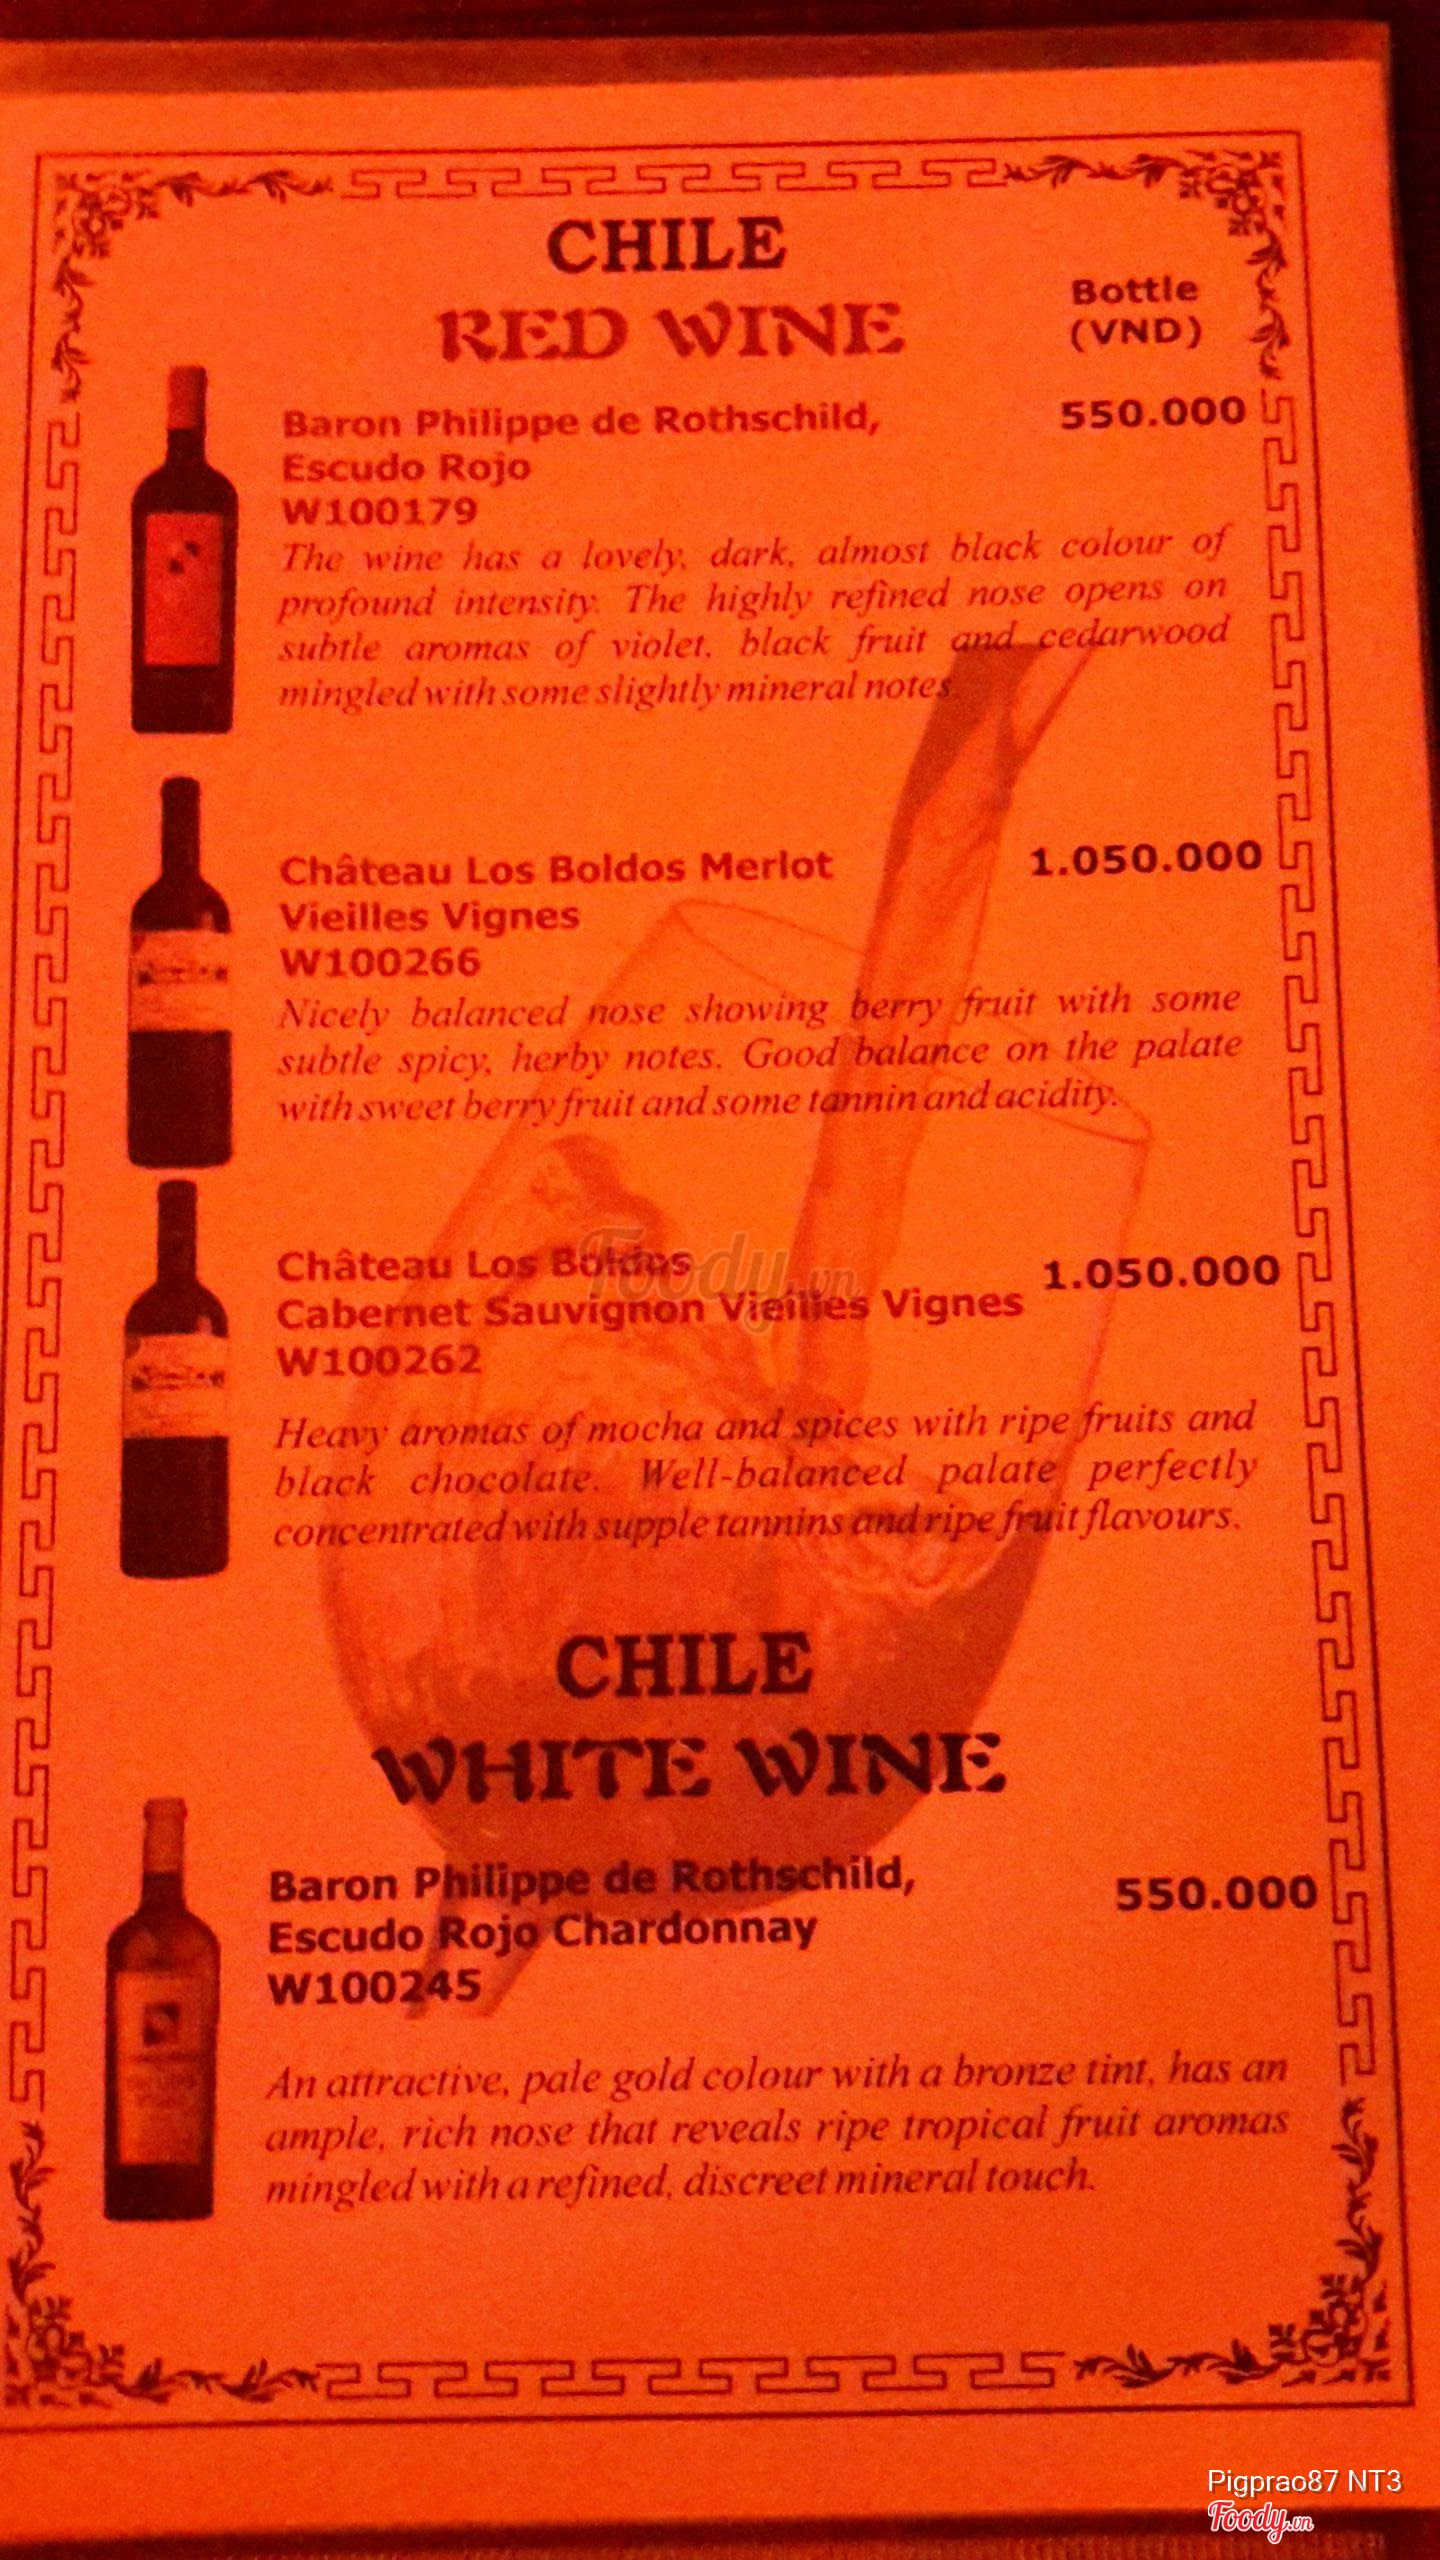 CHILE
RED WINE
Bottle
(VND)
Baron Philippe de Rothschild,
550.000
Escudo Rojo
W100179
The wine has a lovely, dark, almost black colour of
profound intensity. The highly refined nose opens on
subtle aromas of violet, black fruit and cedarwood
mingled with some slightly mineral notes.
Château Los Boldos Merlot
1.050.000
Vieilles Vignes
W100266
Nicely balanced nose showing berry fruit with some
subtle spicy, herby notes. Good balance on the palate
with sweet berry fruit and some tannin and acidity.
Château Los Boldos
1.050.000
Cabernet Sauvignon Vieilles Vignes
W100262
Heavy aromas of mocha and spices with ripe fruits and
black chocolate. Well-balanced palate perfectly
concentrated with supple tannins and ripe fruit flavours.
Foody.vn
CHILE
WHITE WINE
Baron Philippe de Rothschild,
550.000
Escudo Rojo Chardonnay
W100245
An attractive, pale gold colour with a bronze tint, has an
ample, rich nose that reveals ripe tropical fruit aromas
mingled with a refined, discreet mineral touch.
Pigprao87 NT3
Foody.vn